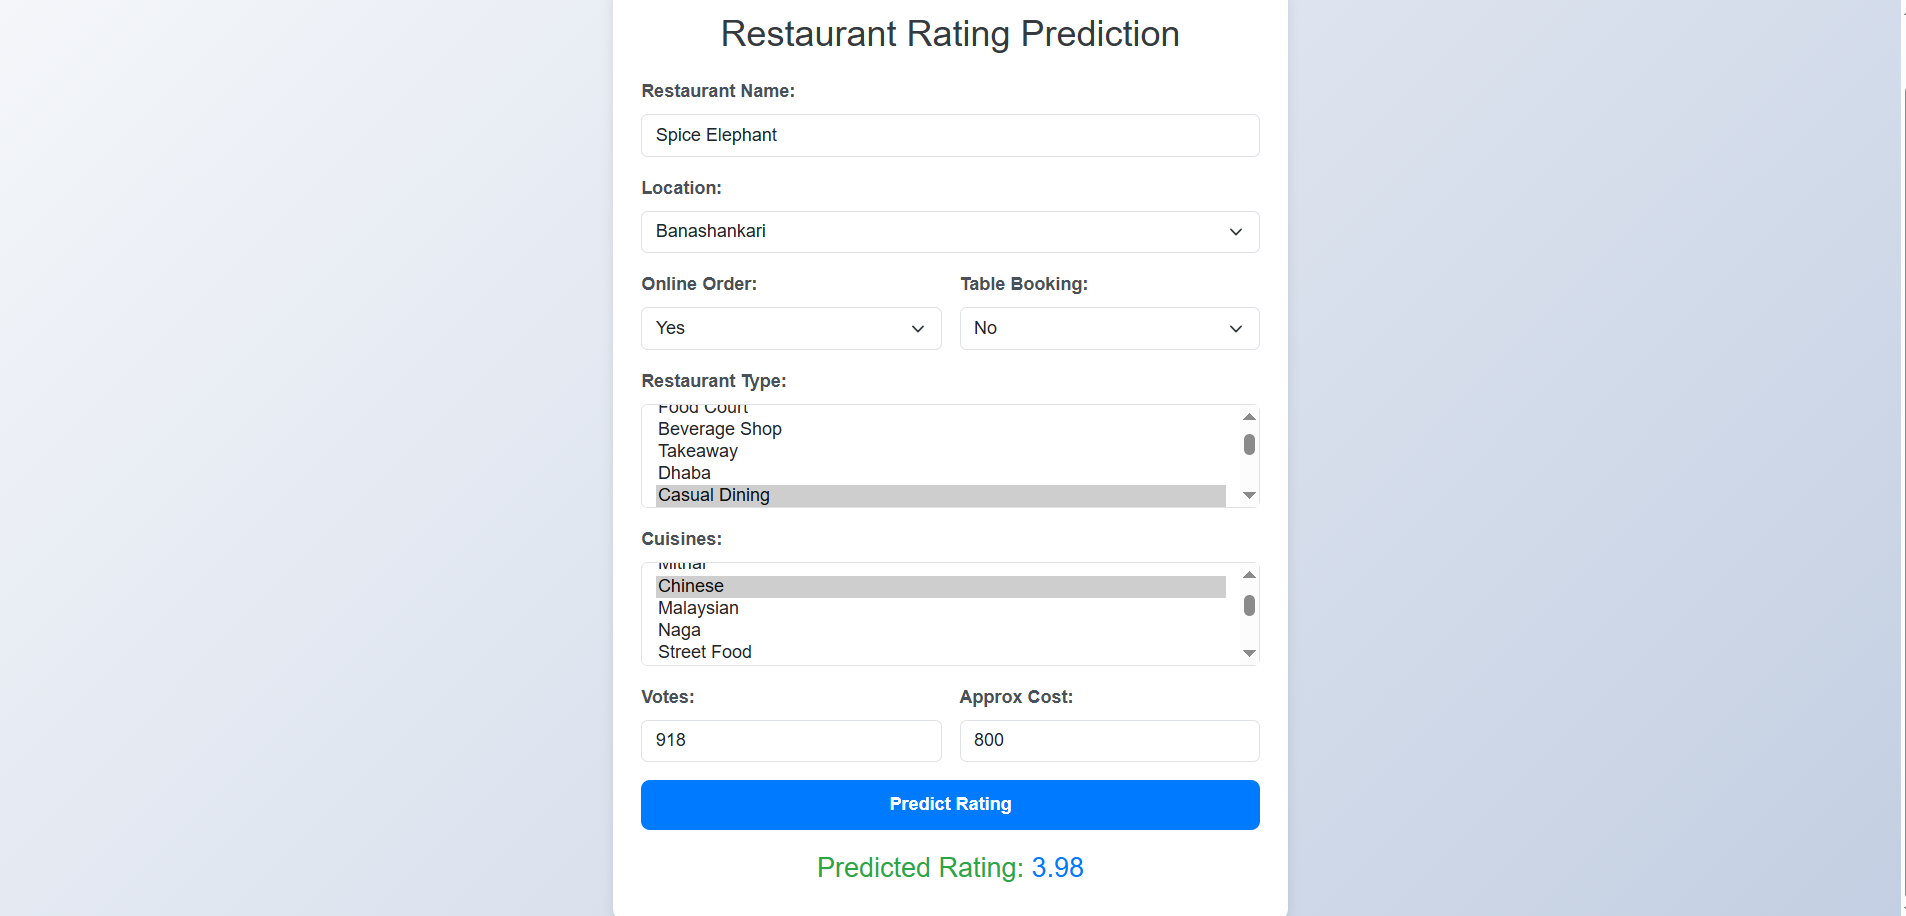 Restaurant Rating Prediction
Restaurant Name:
Spice Elephant
Location:
Banashankari
Online Order: Table Booking:
Yes No
Restaurant Type:
Food Court
Beverage Shop
Takeaway
Dhaba
Casual Dining
Cuisines:
Mithai
Chinese
Malaysian
Naga
Street Food
Votes: Approx Cost:
918 800
Predict Rating
Predicted Rating: 3.98